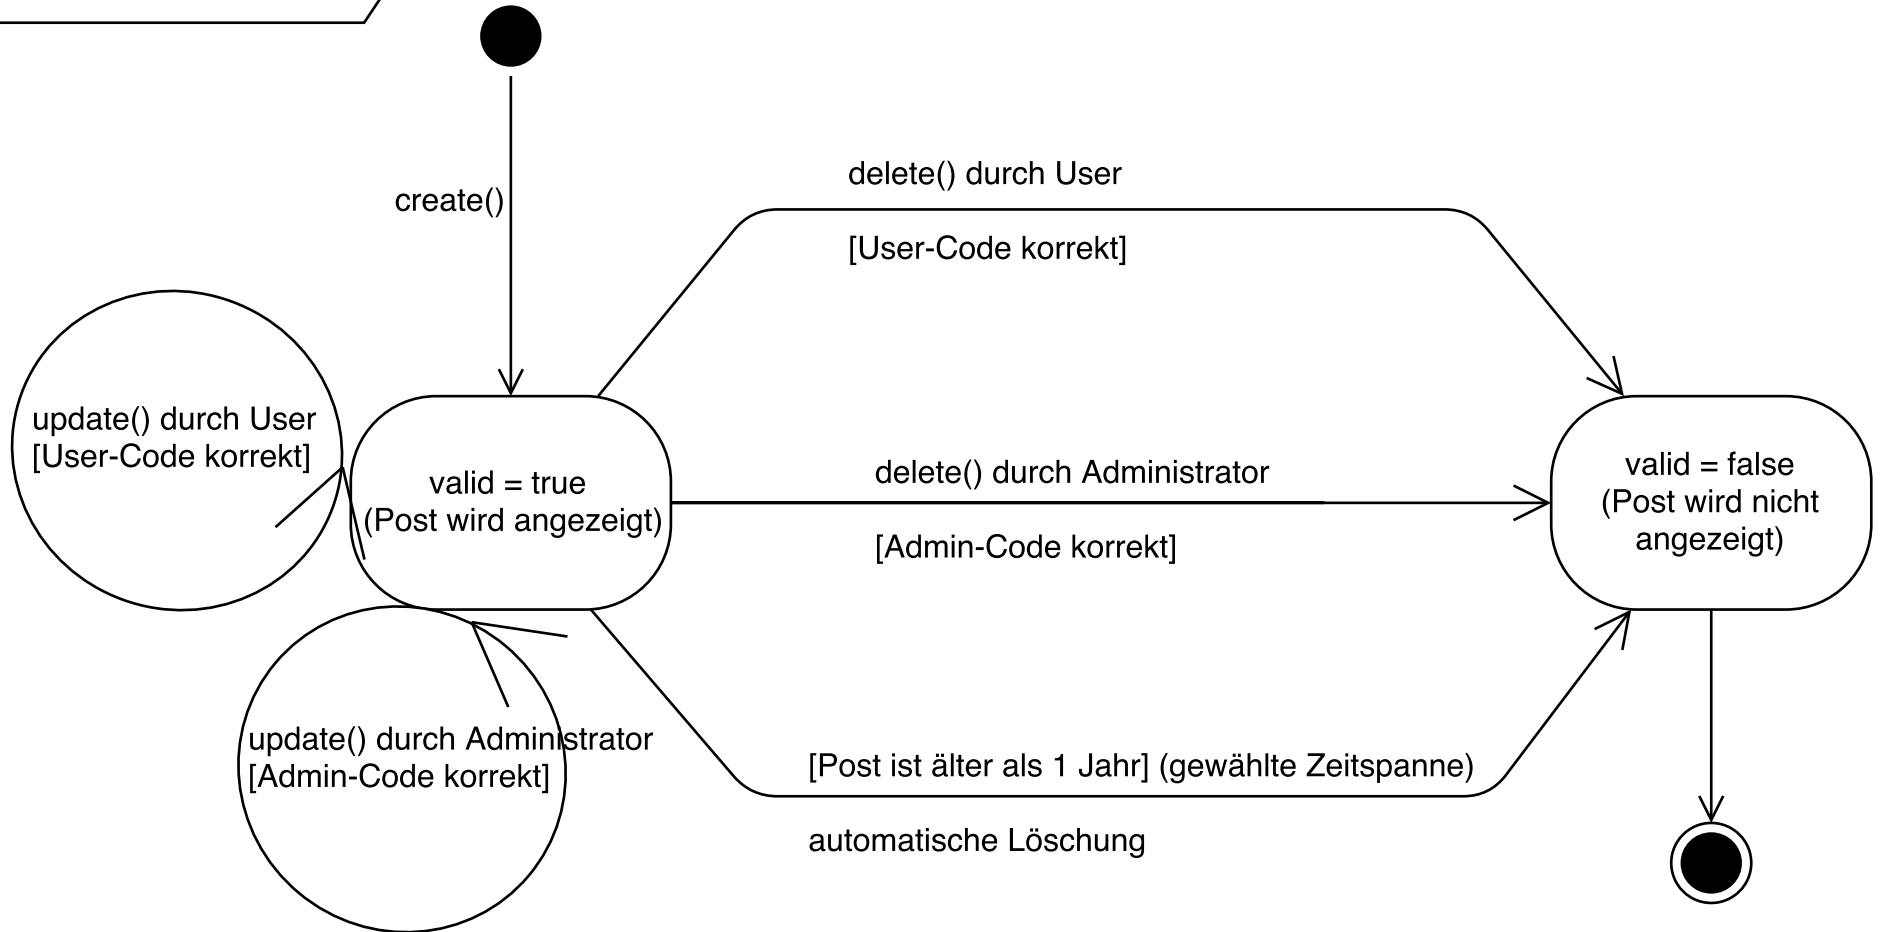 create()
delete() durch User
[User-Code korrekt]
update() durch User
[User-Code korrekt]
valid = true
(Post wird angezeigt)
delete() durch Administrator
[Admin-Code korrekt]
valid = false
(Post wird nicht
angezeigt)
update() durch Administrator
[Admin-Code korrekt]
[Post ist älter als 1 Jahr] (gewählte Zeitspanne)
automatische Löschung